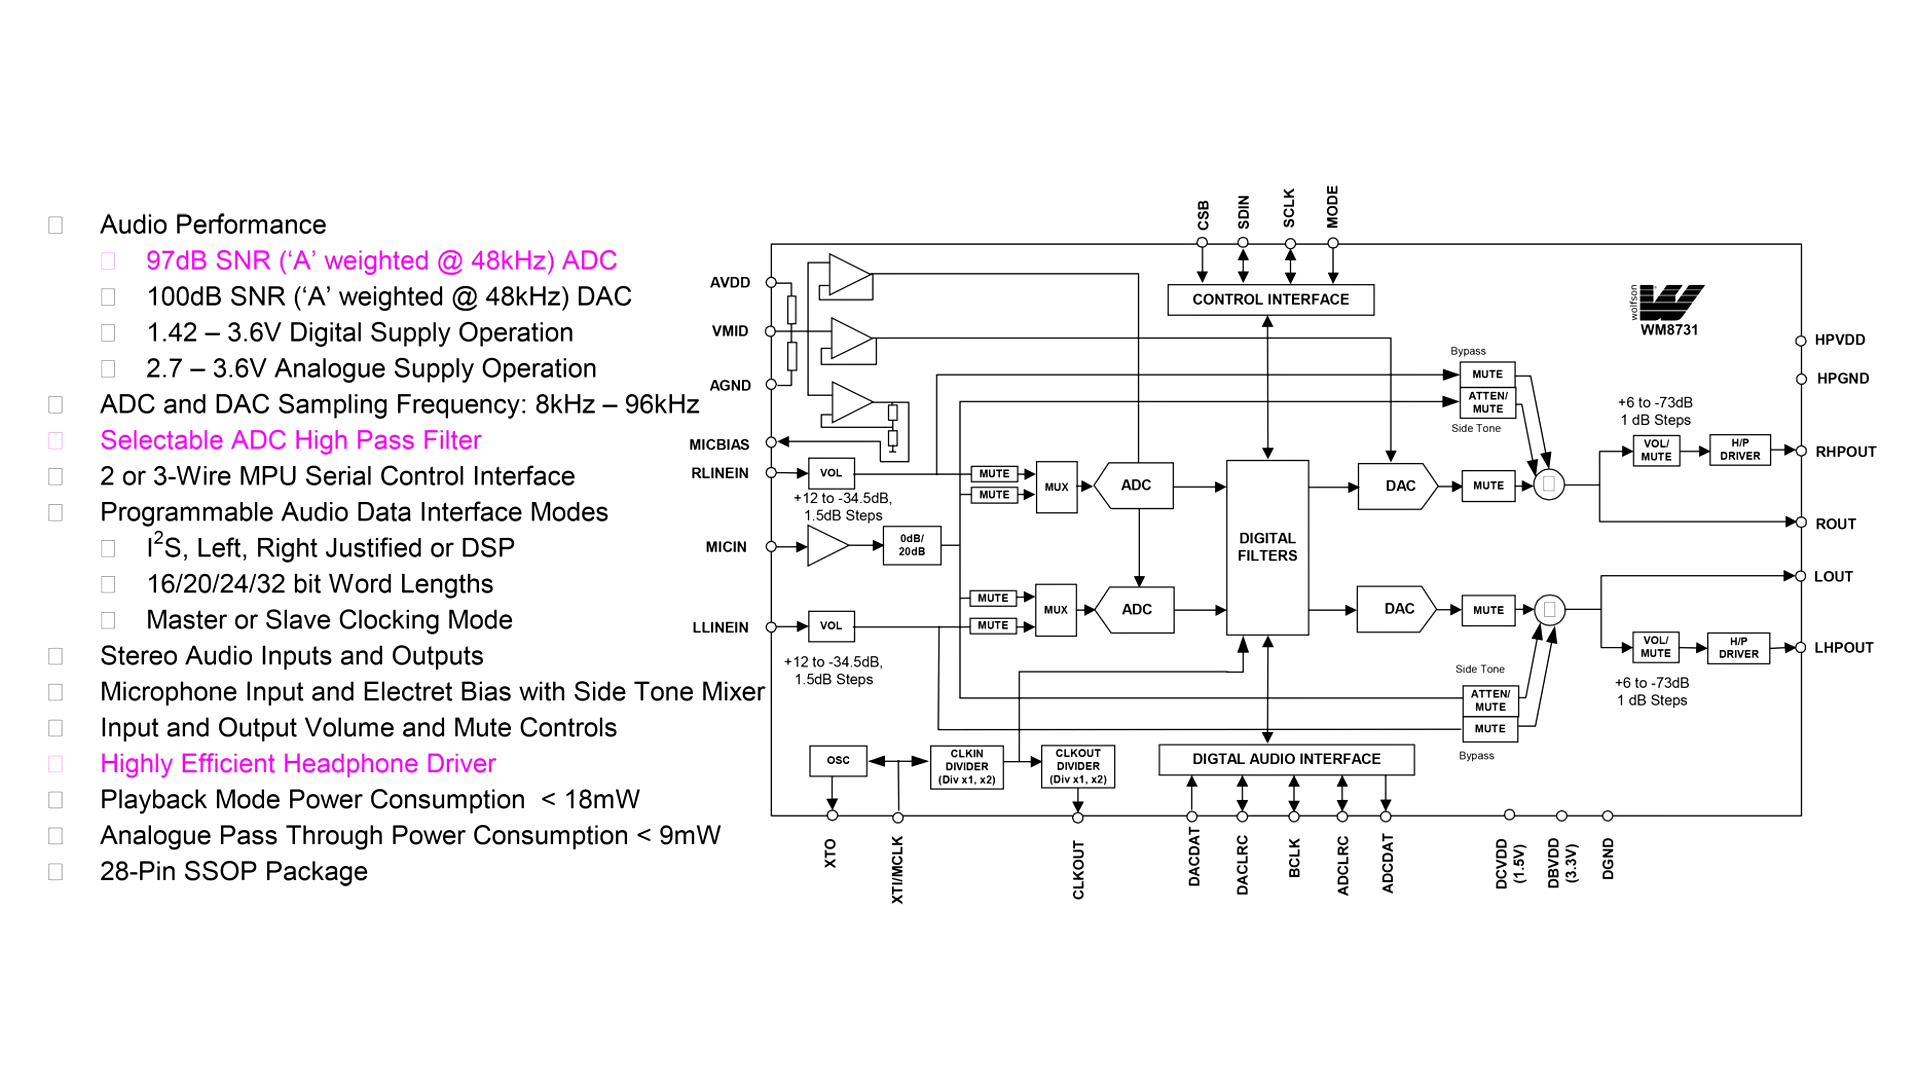 Audio Performance
97dB SNR (‘A’ weighted @ 48kHz) ADC
100dB SNR (‘A’ weighted @ 48kHz) DAC
1.42 – 3.6V Digital Supply Operation
2.7 – 3.6V Analogue Supply Operation
ADC and DAC Sampling Frequency: 8kHz – 96kHz
Selectable ADC High Pass Filter
2 or 3-Wire MPU Serial Control Interface
Programmable Audio Data Interface Modes
I2S, Left, Right Justified or DSP
16/20/24/32 bit Word Lengths
Master or Slave Clocking Mode
Stereo Audio Inputs and Outputs
Microphone Input and Electret Bias with Side Tone Mixer
Input and Output Volume and Mute Controls
Highly Efficient Headphone Driver
Playback Mode Power Consumption  < 18mW
Analogue Pass Through Power Consumption < 9mW
28-Pin SSOP Package
CSB
SDIN
SCLK
MODE
CONTROL INTERFACE
wolfson
WM8731
AVDD
VMID
AGND
MICBIAS
RLINEIN
MICIN
LLINEIN
VOL
+12 to -34.5dB,
1.5dB Steps
0dB/
20dB
VOL
+12 to -34.5dB,
1.5dB Steps
MUTE
MUTE
MUX
ADC
MUTE
MUTE
MUX
ADC
DIGITAL
FILTERS
DAC
MUTE
DAC
MUTE
Bypass
MUTE
ATTEN/
MUTE
Side Tone
Side Tone
ATTEN/
MUTE
MUTE
Bypass
+6 to -73dB
1 dB Steps
VOL/
MUTE
H/P
DRIVER
VOL/
MUTE
H/P
DRIVER
+6 to -73dB
1 dB Steps
HPVDD
HPGND
RHPOUT
ROUT
LOUT
LHPOUT
OSC
CLKIN
DIVIDER
(Div x1, x2)
CLKOUT
DIVIDER
(Div x1, x2)
DIGTAL AUDIO INTERFACE
XTO
XTI/MCLK
CLKOUT
DACDAT
DACLRC
BCLK
ADCLRC
ADCDAT
DCVDD
(1.5V)
DBVDD
(3.3V)
DGND